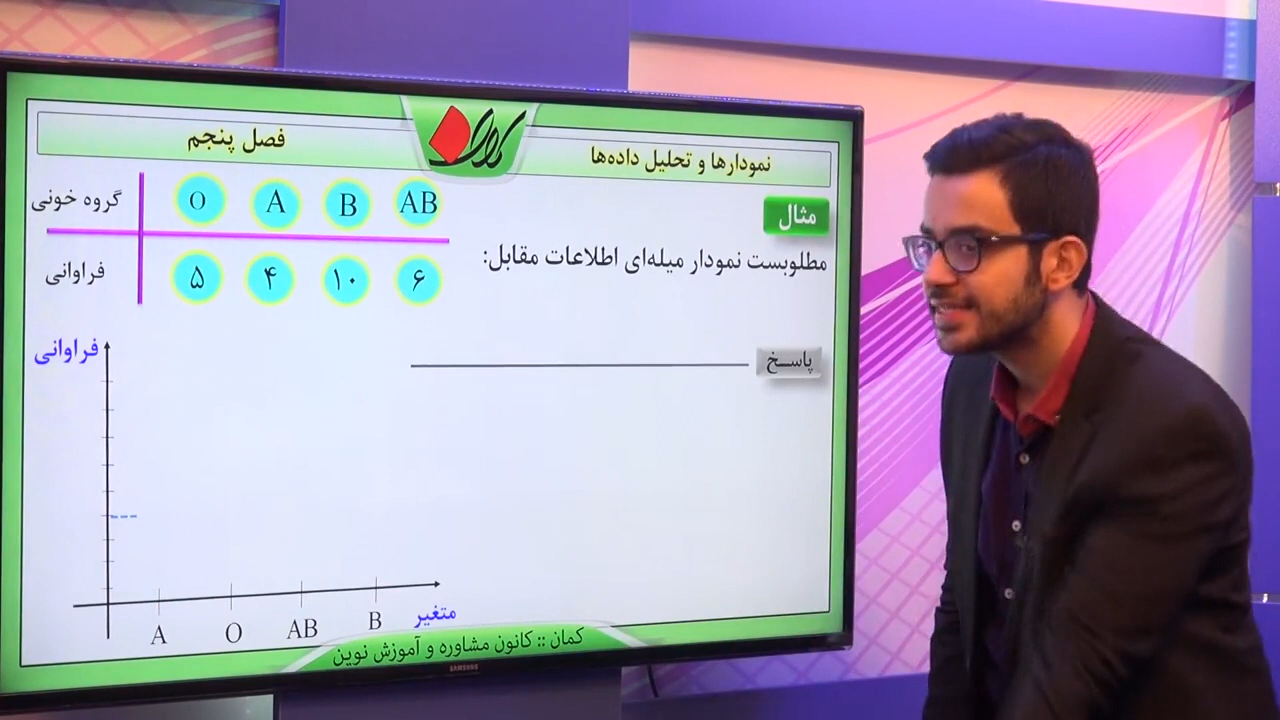 نمودارها و تحلیل داده‌ها
فصل پنجم
گروه خونی O A B AB
فراوانی ۵ ۴ ۱۰ ۶
مثال
مطلوبست نمودار میله‌ای اطلاعات مقابل:
پاسخ
فراوانی
A O AB B
متغیر
کمان :: کانون مشاوره و آموزش نوین
SAMSUNG